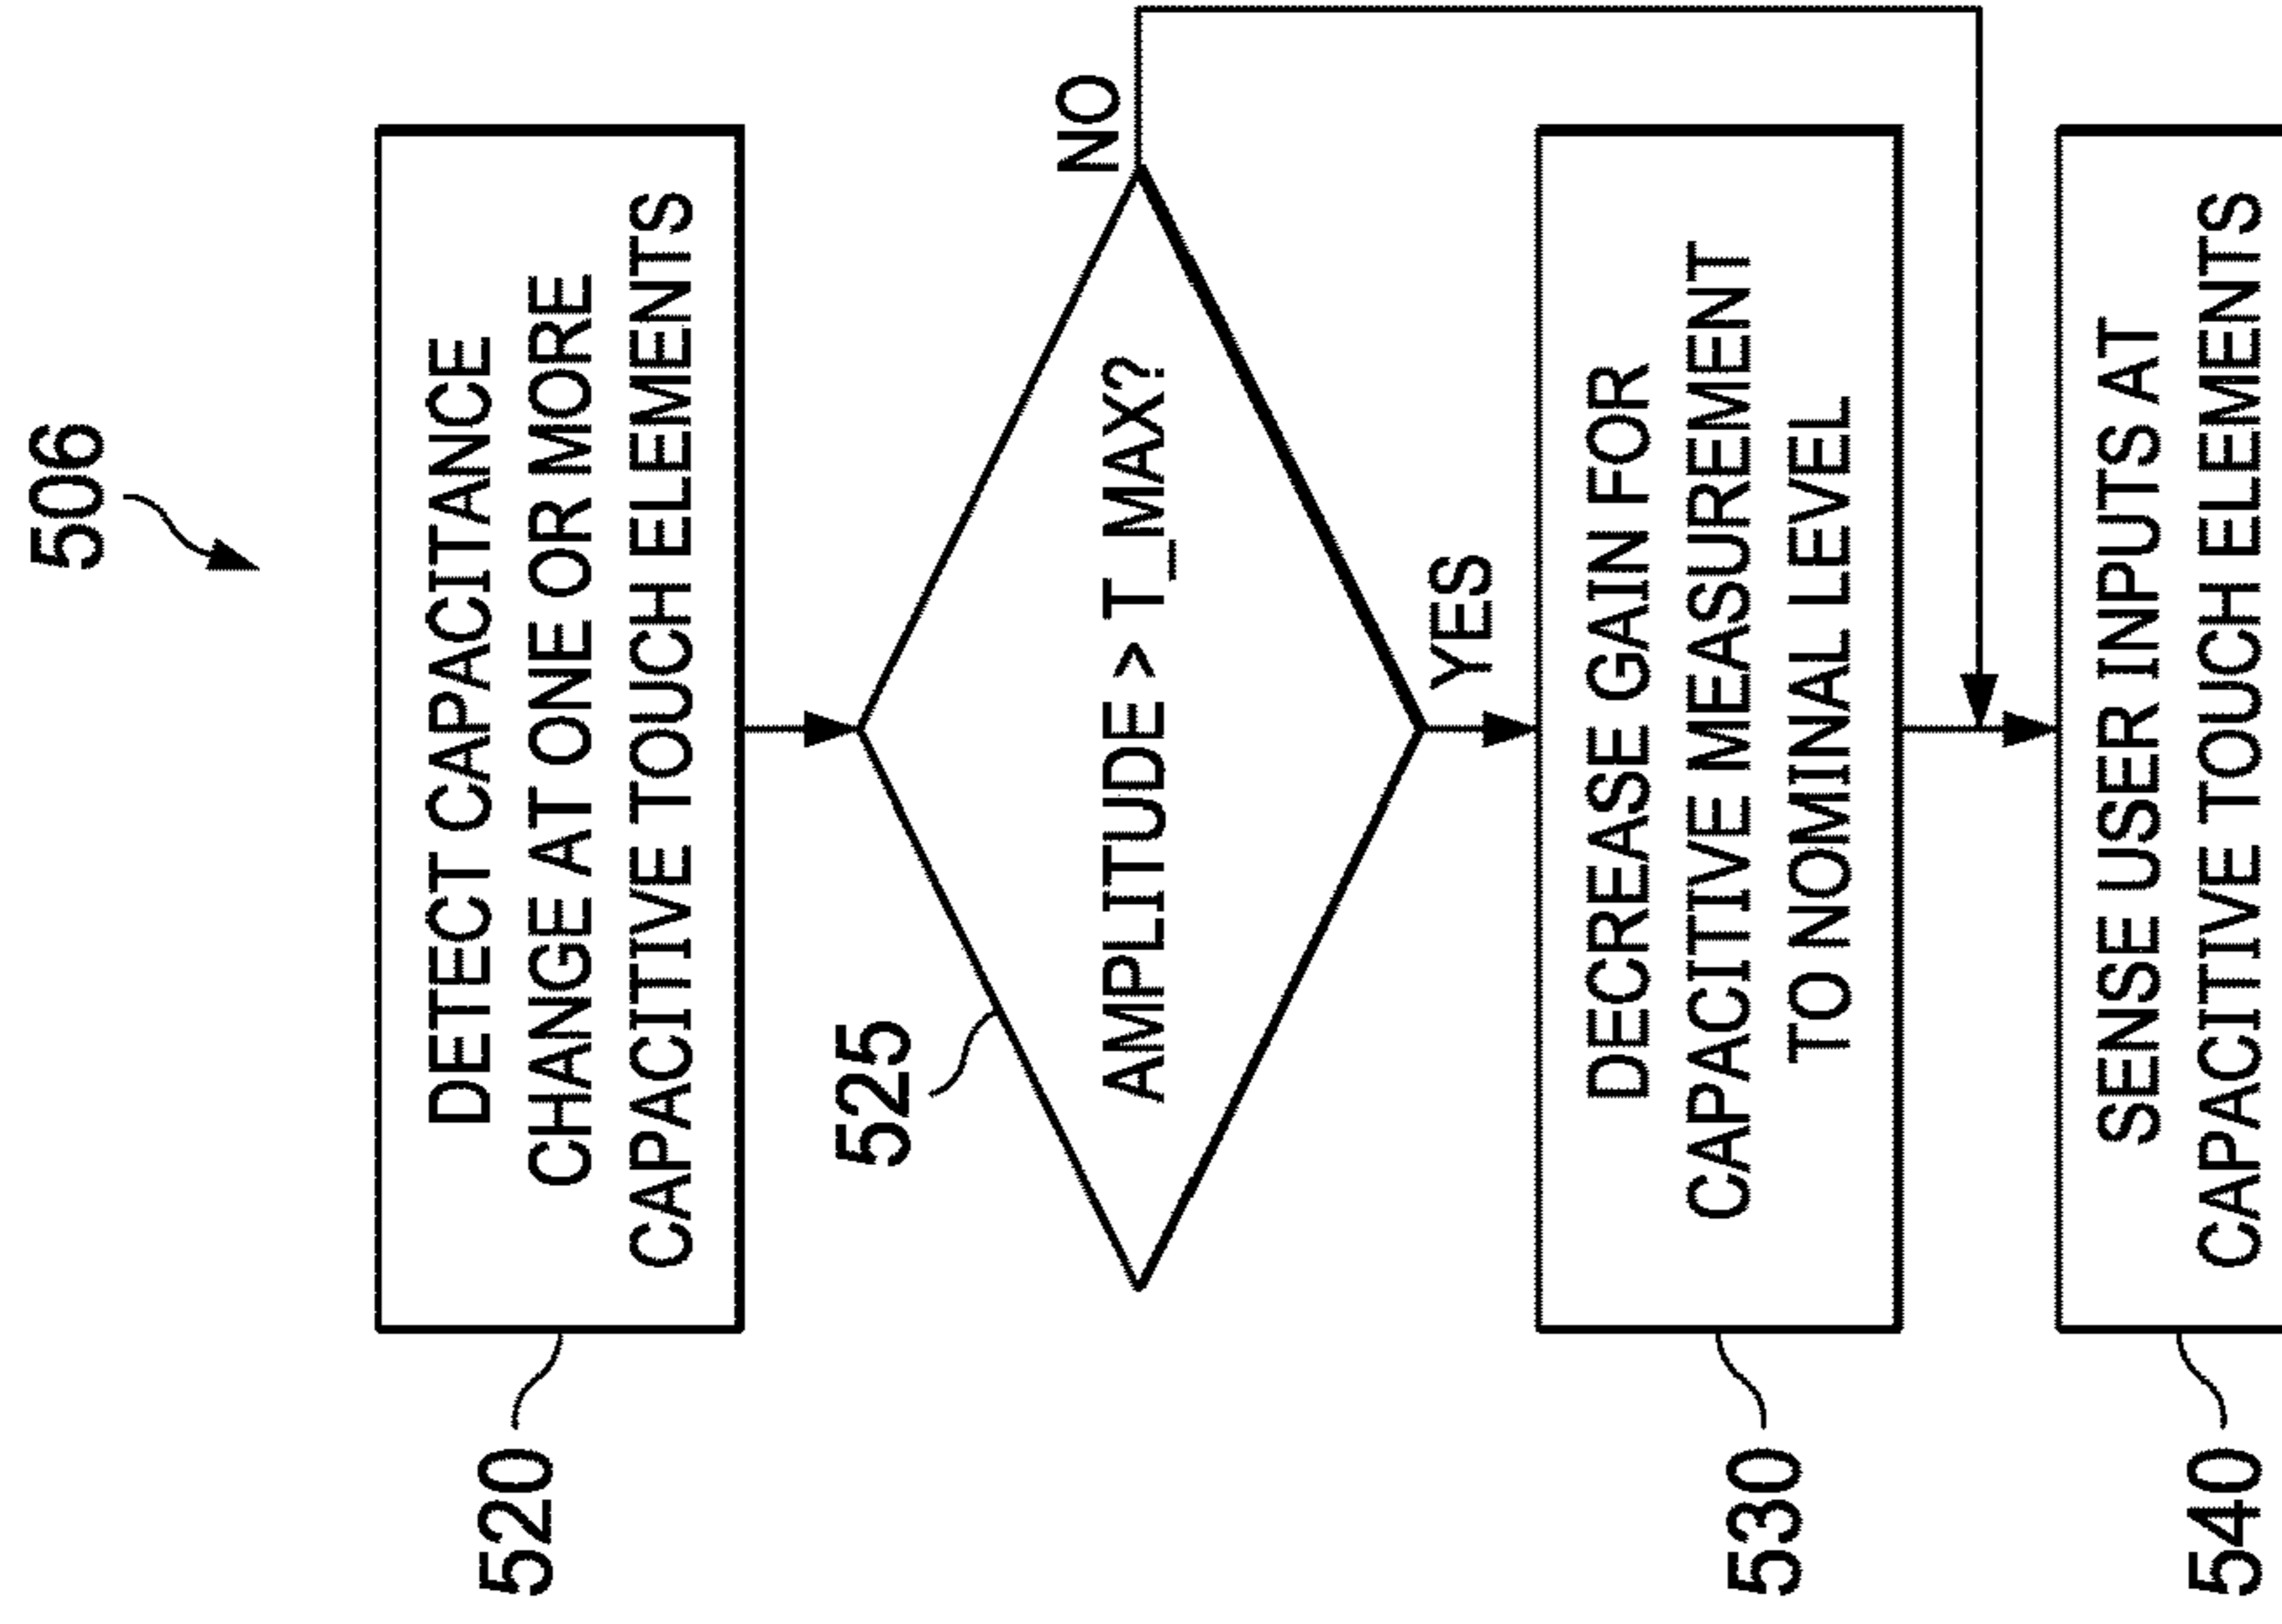 506
520
DETECT CAPACITANCE
CHANGE AT ONE OR MORE
CAPACITIVE TOUCH ELEMENTS
525
AMPLITUDE > T_MAX?
NO
YES
530
DECREASE GAIN FOR
CAPACITIVE MEASUREMENT
TO NOMINAL LEVEL
540
SENSE USER INPUTS AT
CAPACITIVE TOUCH ELEMENTS